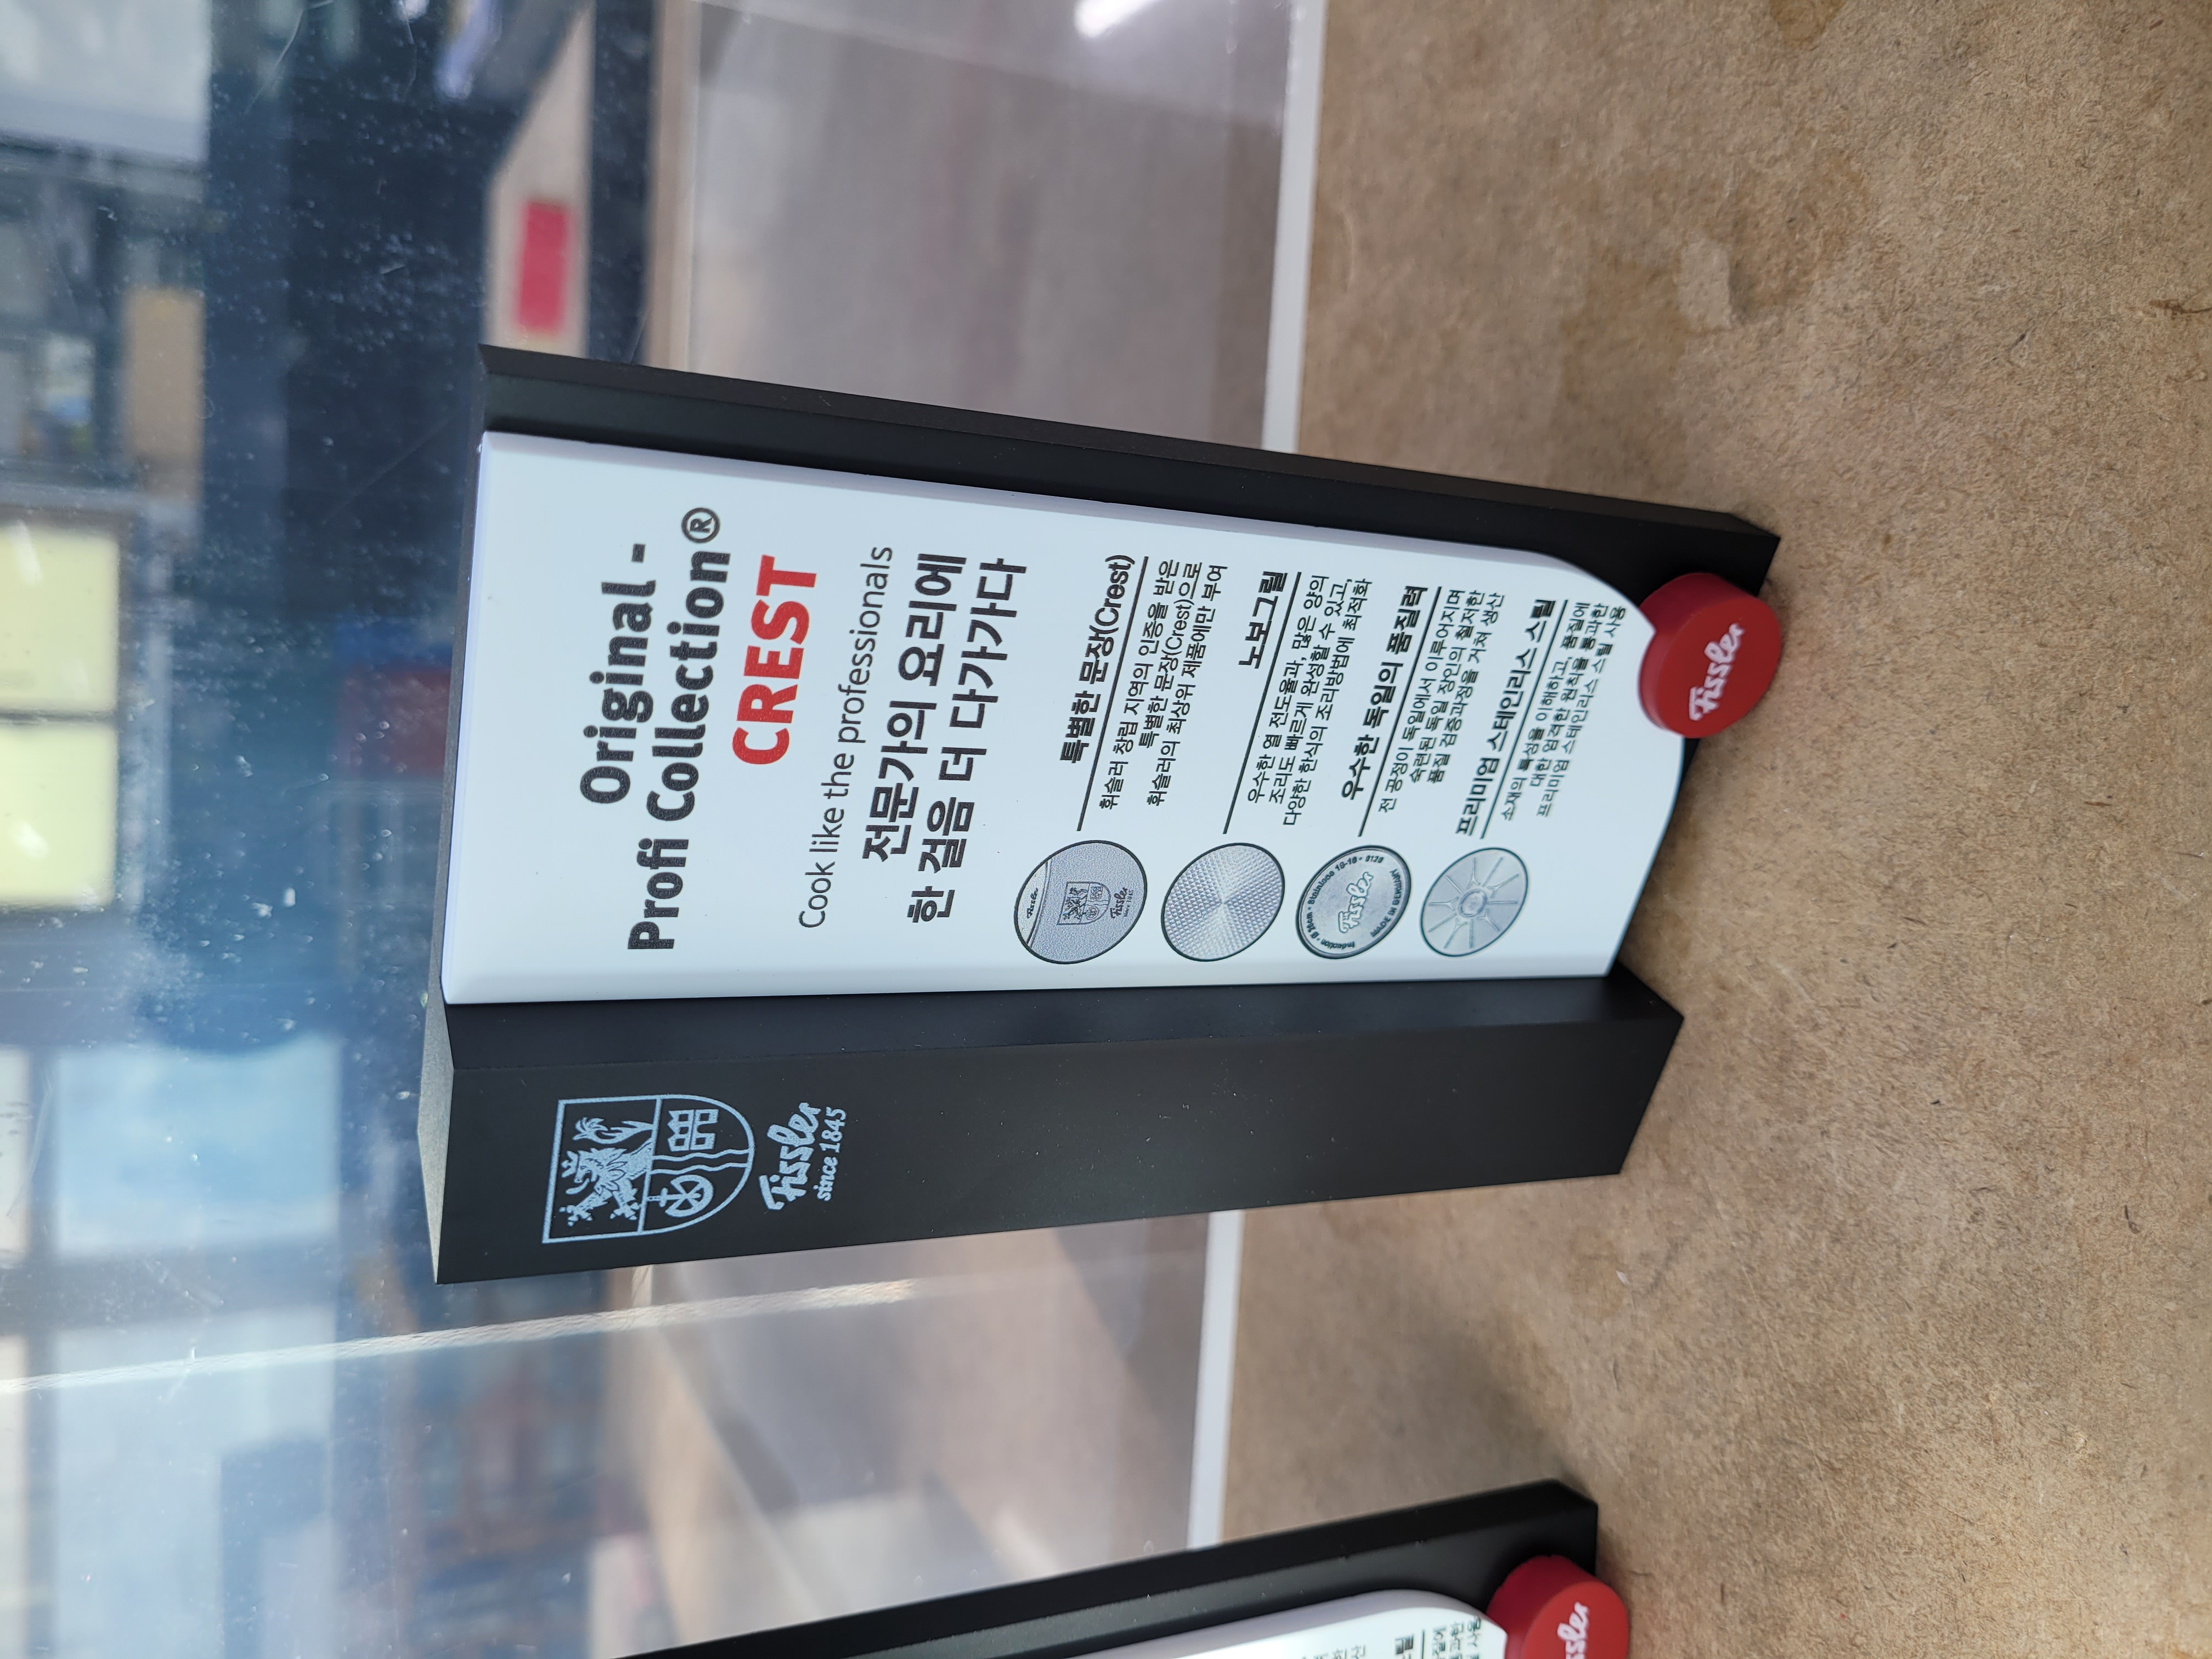 Original -
Profi Collection®
CREST
Cook like the professionals
전문가의 요리에
한 걸음 더 다가가다
특별한 문장(Crest)
휘슬러 창립 지역의 인증을 받은
특별한 문장(Crest)으로
휘슬러의 최상위 제품에만 부여
노보그릴
우수한 열 전도율과, 많은 양의
조리도 빠르게 완성할 수 있고,
다양한 한식의 조리방법에 최적화
우수한 독일의 품질력
전 공정이 독일에서 이루어지며
숙련된 독일 장인의 철저한
품질 검증과정을 거쳐 생산
프리미엄 스테인리스 스틸
소재의 특성을 이해하고, 품질에
대한 엄격한 원칙을 통과한
프리미엄 스테인리스 스틸 사용
Fissler
Fissler
Fissler
MADE IN GERMANY
Induction
Fissler
Fissler
since 1845